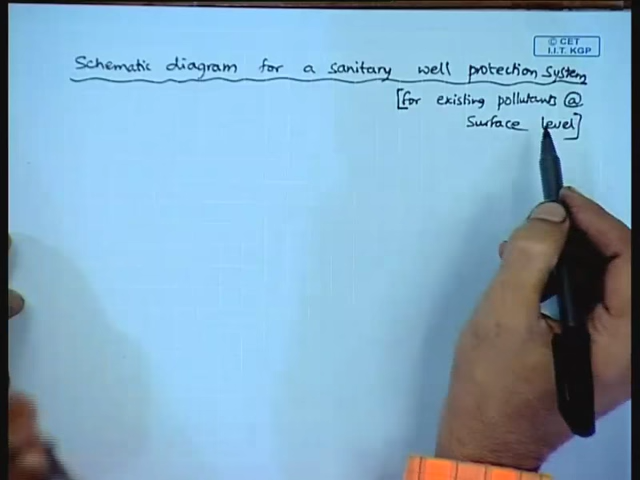 © CET
I.I.T. KGP
Schematic diagram for a sanitary well protection system
[for existing pollutants @
Surface level]